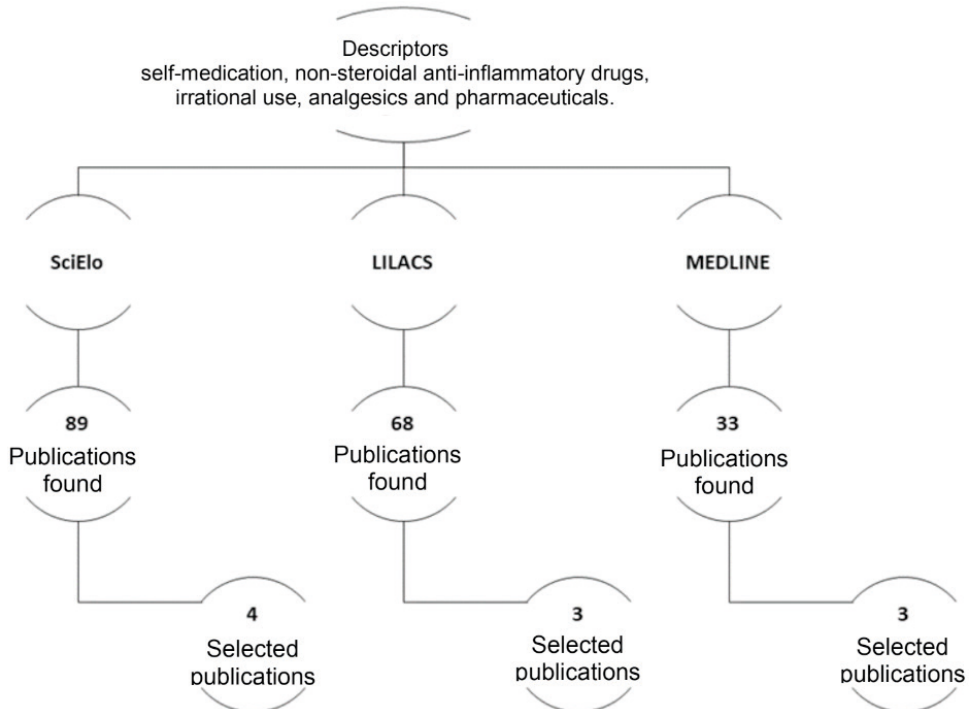 Descriptors
self-medication, non-steroidal anti-inflammatory drugs,
irrational use, analgesics and pharmaceuticals.
SciElo
LILACS
MEDLINE
89
Publications
found
68
Publications
found
33
Publications
found
4
Selected
publications
3
Selected
publications
3
Selected
publications